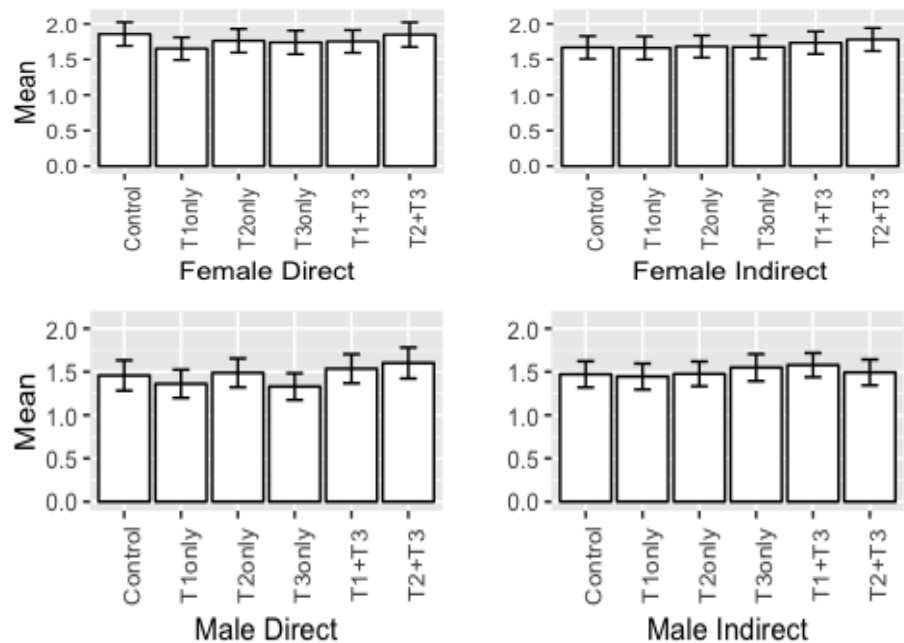 Mean
2.0
1.5
1.0
0.5
0.0
Control
T1only
T2only
T3only
T1+T3
T2+T3
Female Direct
2.0
1.5
1.0
0.5
0.0
Control
T1only
T2only
T3only
T1+T3
T2+T3
Female Indirect
Mean
2.0
1.5
1.0
0.5
0.0
Control
T1only
T2only
T3only
T1+T3
T2+T3
Male Direct
2.0
1.5
1.0
0.5
0.0
Control
T1only
T2only
T3only
T1+T3
T2+T3
Male Indirect